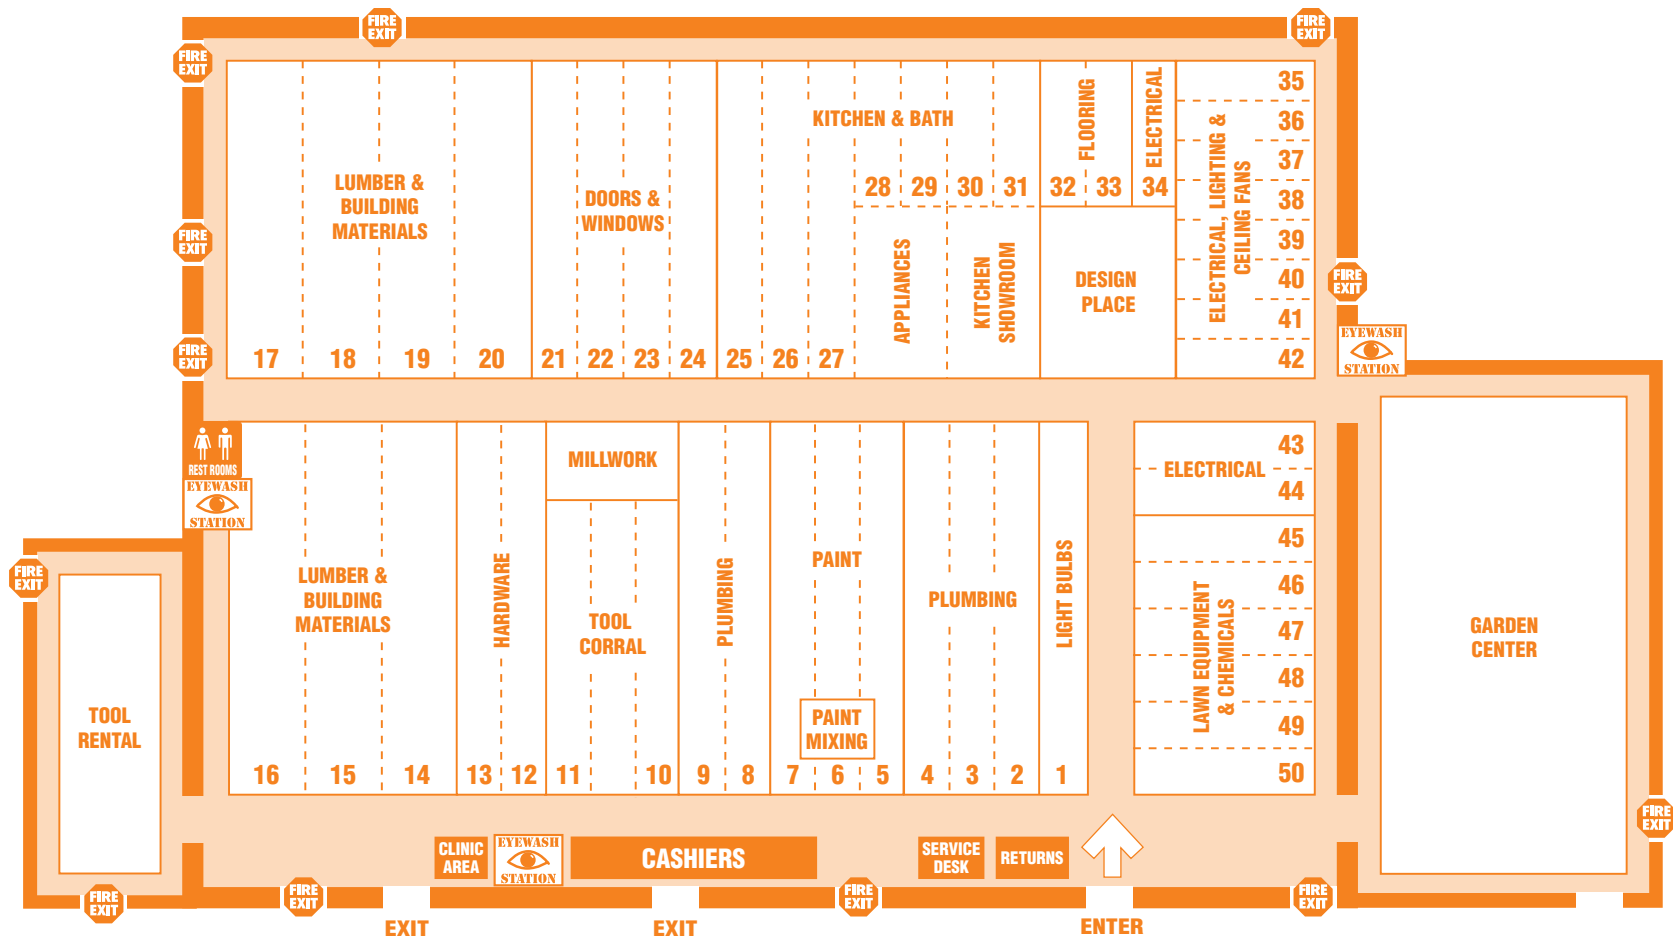 FIRE
EXIT
FIRE
EXIT
FIRE
EXIT
FIRE
EXIT
FIRE
EXIT
FIRE
EXIT
EYEWASH
STATION
LUMBER &
BUILDING
MATERIALS
17 18 19 20
DOORS &
WINDOWS
21 22 23 24
KITCHEN & BATH
25 26 27
28 29 30 31
APPLIANCES
KITCHEN
SHOWROOM
FLOORING
32 33
ELECTRICAL
34
DESIGN
PLACE
ELECTRICAL, LIGHTING &
CEILING FANS
35
36
37
38
39
40
41
42
REST ROOMS
EYEWASH
STATION
LUMBER &
BUILDING
MATERIALS
16 15 14
HARDWARE
13 12
MILLWORK
TOOL
CORRAL
11 10
PLUMBING
9 8
PAINT
PAINT
MIXING
7 6 5
PLUMBING
4 3 2
LIGHT BULBS
1
ELECTRICAL
43
44
LAWN EQUIPMENT
& CHEMICALS
45
46
47
48
49
50
GARDEN
CENTER
FIRE
EXIT
FIRE
EXIT
TOOL
RENTAL
FIRE
EXIT
CLINIC
AREA
EYEWASH
STATION
CASHIERS
SERVICE
DESK
RETURNS
FIRE
EXIT
FIRE
EXIT
FIRE
EXIT
EXIT
EXIT
ENTER